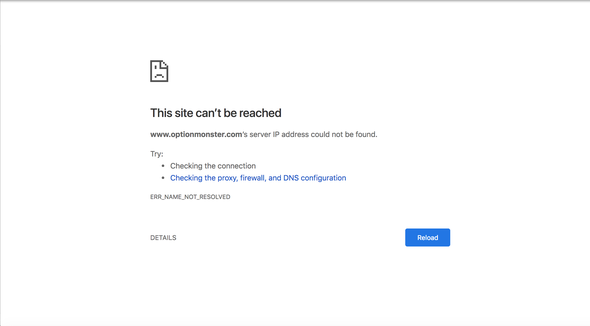 This site can’t be reached
www.optionmonster.com’s server IP address could not be found.
Try:
• Checking the connection
• Checking the proxy, firewall, and DNS configuration
ERR_NAME_NOT_RESOLVED
DETAILS
Reload